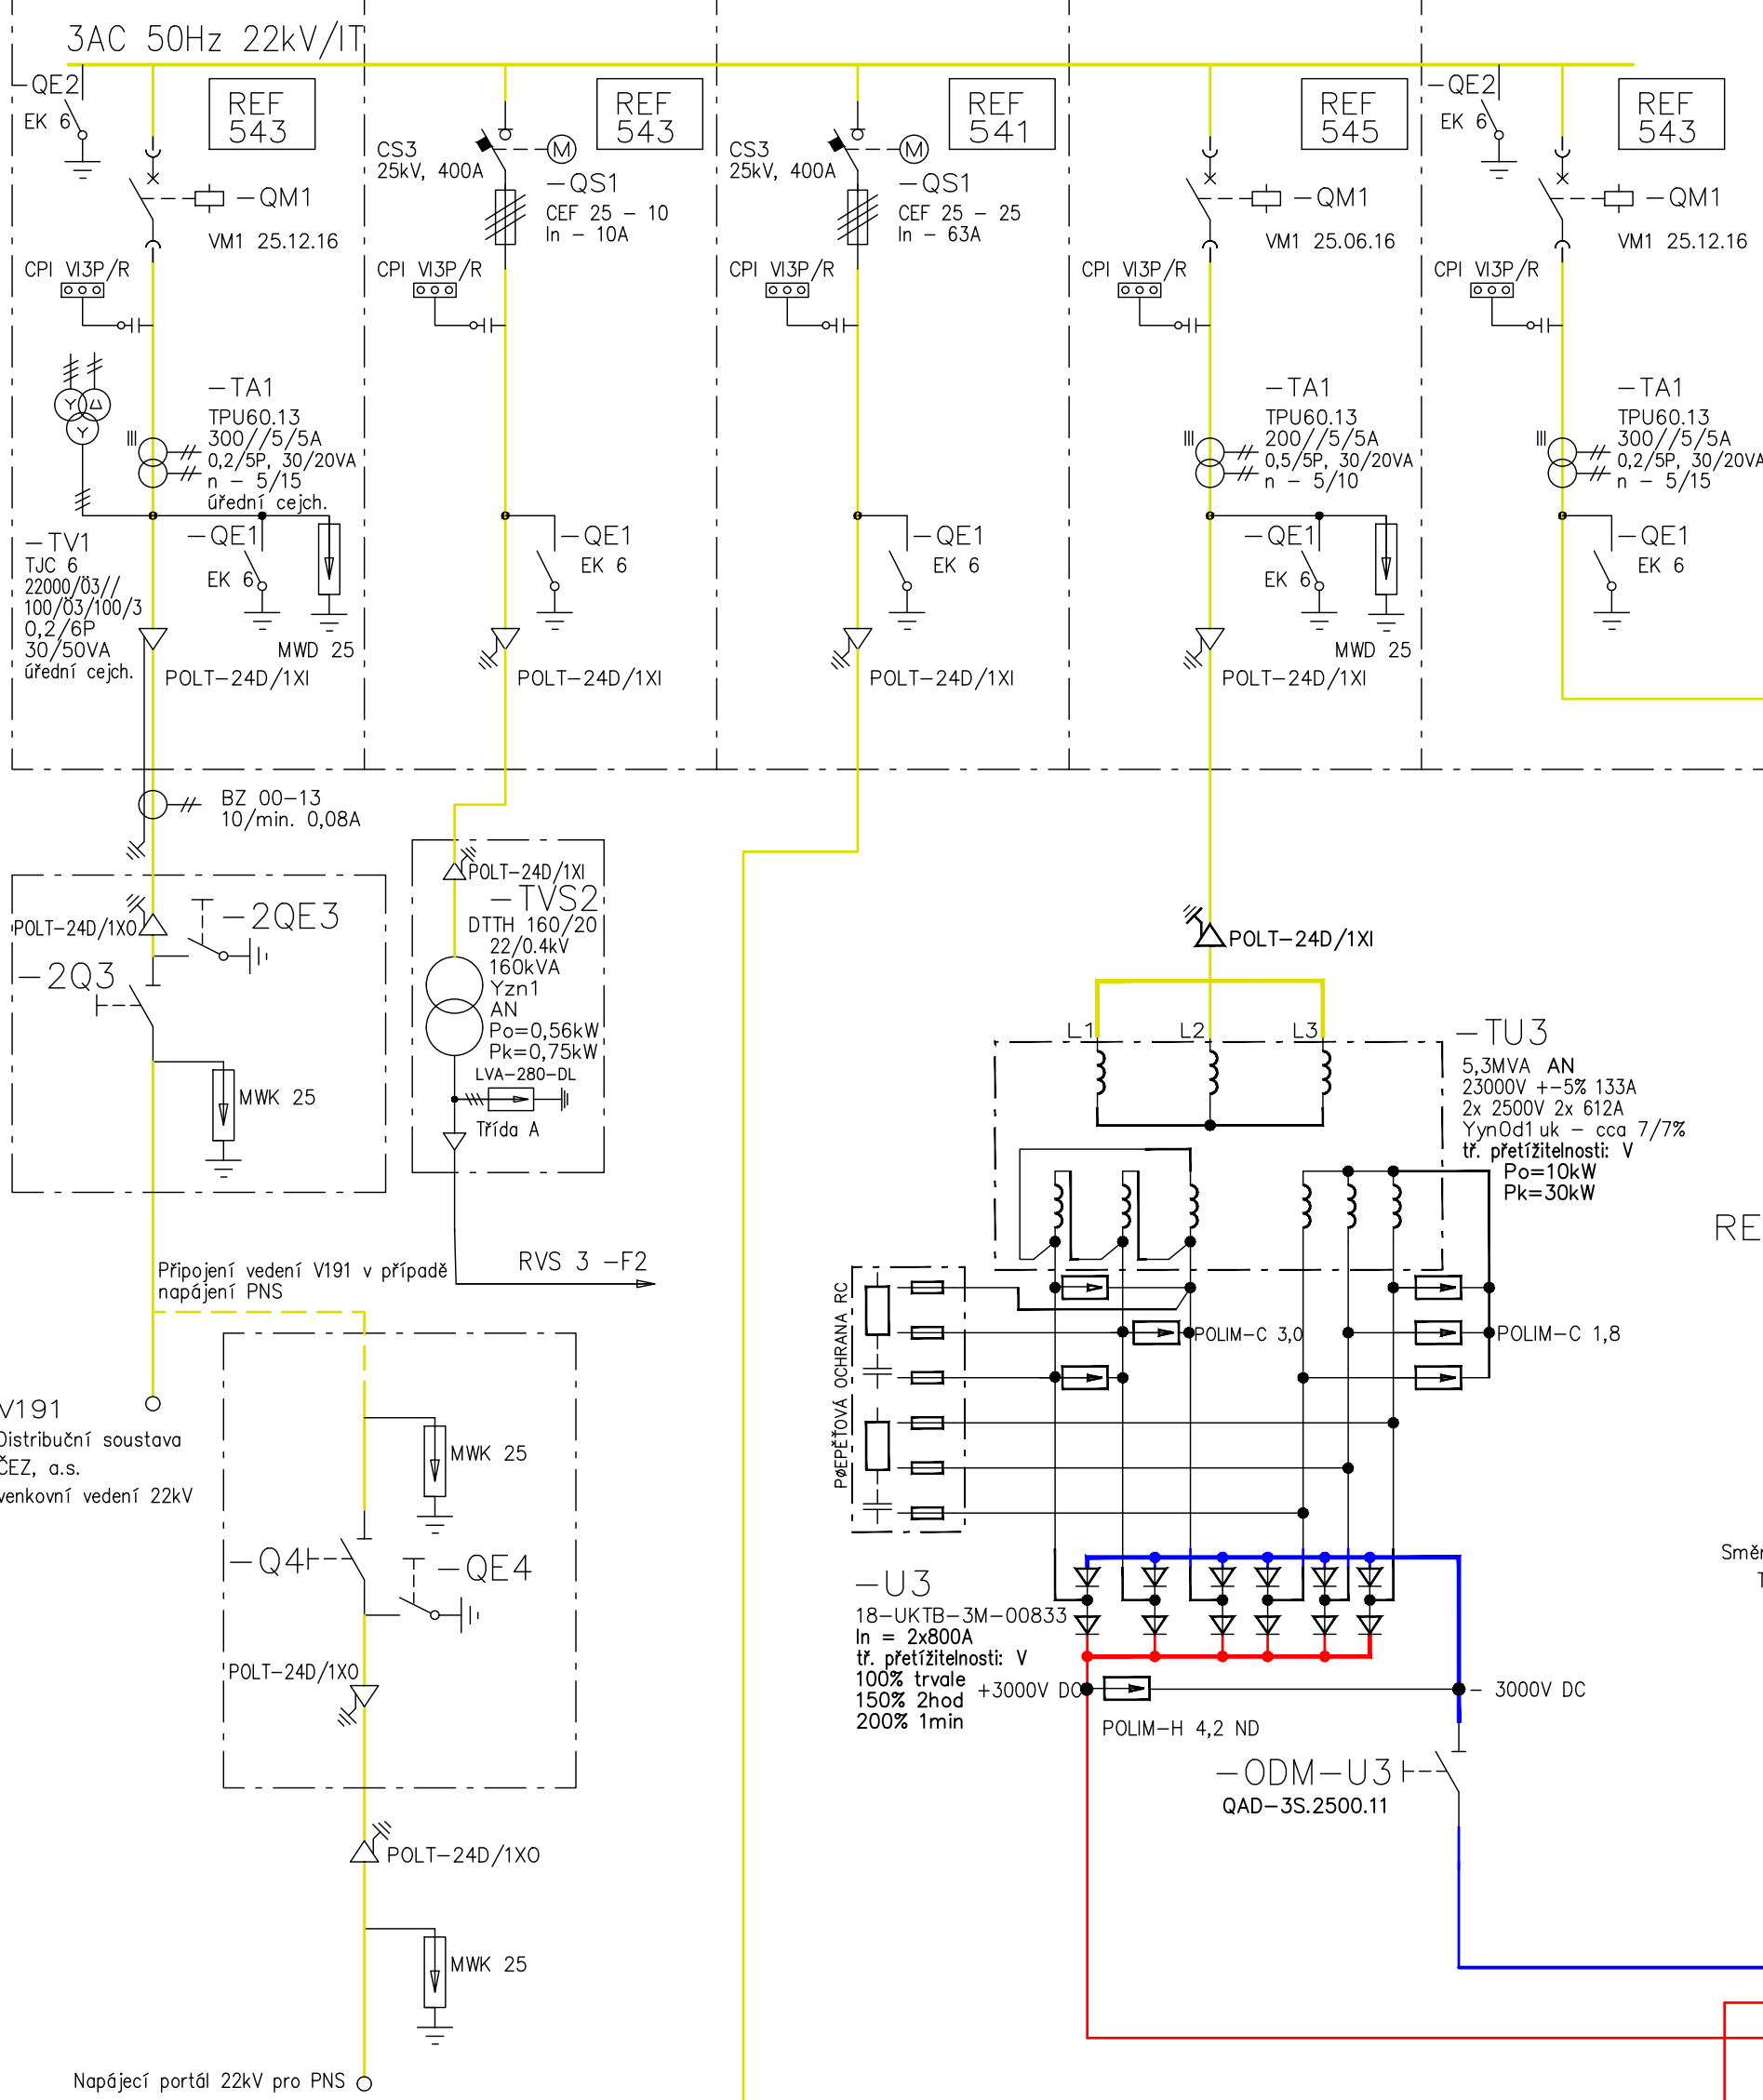 3AC 50Hz 22kV/IT
-QE2
EK 6
REF
543
-QM1
VM1 25.12.16
CPI VI3P/R
-TA1
TPU60.13
300//5/5A
0,2/5P, 30/20VA
n - 5/15
úřední cejch.
III
Y
Y
-TV1
TJC 6
22000/Ö3//
100/Ö3/100/3
0,2/6P
30/50VA
úřední cejch.
-QE1
EK 6
MWD 25
POLT-24D/1XI
REF
543
CS3
25kV, 400A
M
-QS1
CEF 25 - 10
In - 10A
CPI VI3P/R
-QE1
EK 6
POLT-24D/1XI
REF
541
CS3
25kV, 400A
M
-QS1
CEF 25 - 25
In - 63A
CPI VI3P/R
-QE1
EK 6
POLT-24D/1XI
REF
545
-QM1
VM1 25.06.16
CPI VI3P/R
-TA1
TPU60.13
200//5/5A
0,5/5P, 30/20VA
n - 5/10
III
-QE1
EK 6
MWD 25
POLT-24D/1XI
-QE2
EK 6
REF
543
-QM1
VM1 25.12.16
CPI VI3P/R
-TA1
TPU60.13
300//5/5A
0,2/5P, 30/20VA
n - 5/15
III
-QE1
EK 6
BZ 00-13
10/min. 0,08A
POLT-24D/1XO
-2QE3
-2Q3
MWK 25
POLT-24D/1XI
-TVS2
DTTH 160/20
22/0.4kV
160kVA
Yzn1
AN
Po=0,56kW
Pk=0,75kW
LVA-280-DL
Třída A
RVS 3 -F2
Připojení vedení V191 v případě
napájení PNS
V191
Distribuční soustava
ČEZ, a.s.
venkovní vedení 22kV
MWK 25
-Q4
-QE4
POLT-24D/1XO
POLT-24D/1XO
MWK 25
Napájecí portál 22kV pro PNS
POLT-24D/1XI
L1
L2
L3
-TU3
5,3MVA AN
23000V +-5% 133A
2x 2500V 2x 612A
Yyn0d1 uk - cca 7/7%
tř. přetížitelnosti: V
Po=10kW
Pk=30kW
RE
PøEPĚŤOVÁ OCHRANA RC
POLIM-C 3,0
POLIM-C 1,8
Směr
T
-U3
18-UKTB-3M-00833
In = 2x800A
tř. přetížitelnosti: V
100% trvale
150% 2hod
200% 1min
+3000V DC
- 3000V DC
POLIM-H 4,2 ND
-ODM-U3
QAD-3S.2500.11